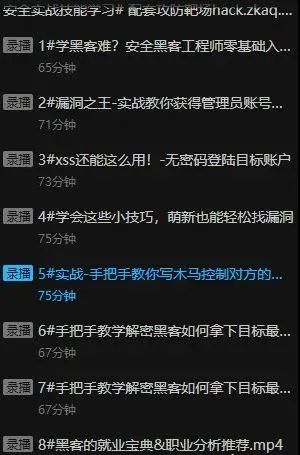 安全实战技能学习# 配套攻防靶场hack.zkaq....
录播 1#学黑客难？安全黑客工程师零基础入...
65分钟
录播 2#漏洞之王-实战教你获得管理员账号...
71分钟
录播 3#xss还能这么用！-无密码登陆目标账户
73分钟
录播 4#学会这些小技巧，萌新也能轻松找漏洞
75分钟
录播 5#实战-手把手教你写木马控制对方的...
75分钟
录播 6#手把手教学解密黑客如何拿下目标最...
67分钟
录播 7#手把手教学解密黑客如何拿下目标最...
67分钟
录播 8#黑客的就业宝典&职业分析推荐.mp4